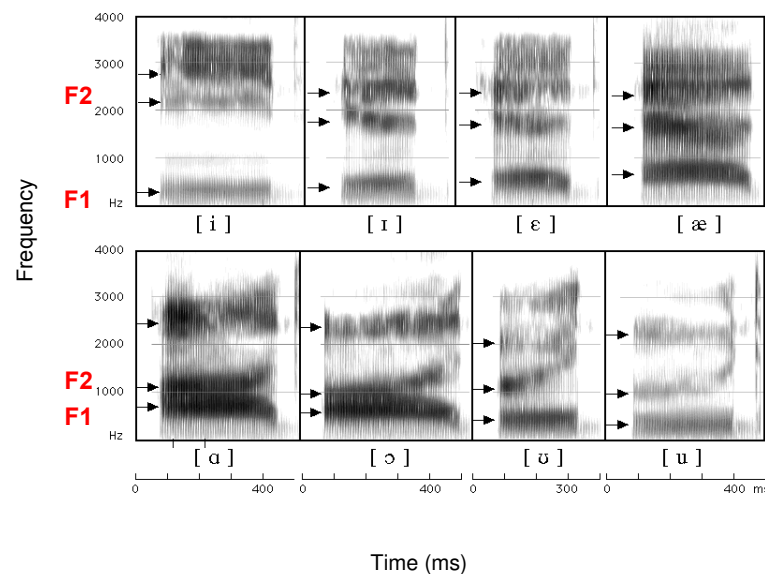 4000
3000
F2
2000
1000
F1
Hz
[ i ] [ ɪ ] [ ɛ ] [ æ ]
Frequency
4000
3000
2000
F2
1000
F1
Hz
[ ɑ ] [ ɔ ] [ ʊ ] [ u ]
0 400 0 400 0 300 0 400 ms
Time (ms)